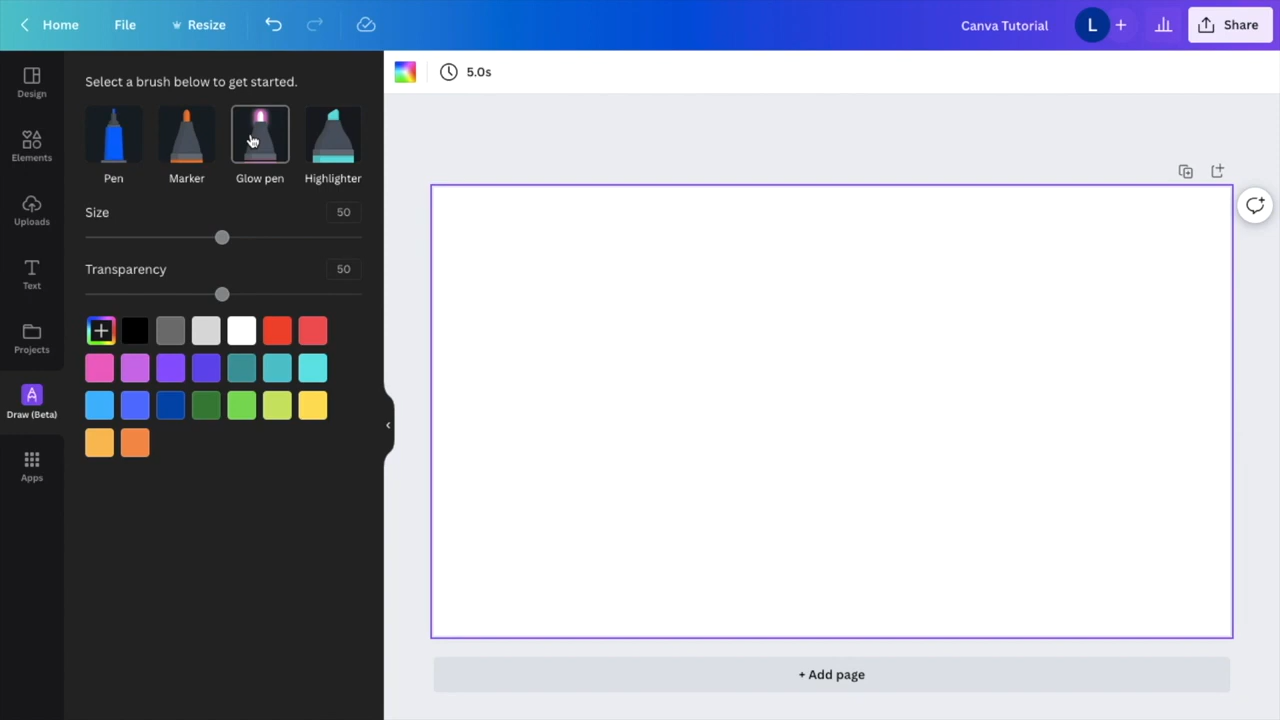 Home File Resize Canva Tutorial L + Share
Design
Elements
Uploads
Text
Projects
Draw (Beta)
Apps
Select a brush below to get started.
Pen Marker Glow pen Highlighter
Size 50
Transparency 50
5.0s
+ Add page